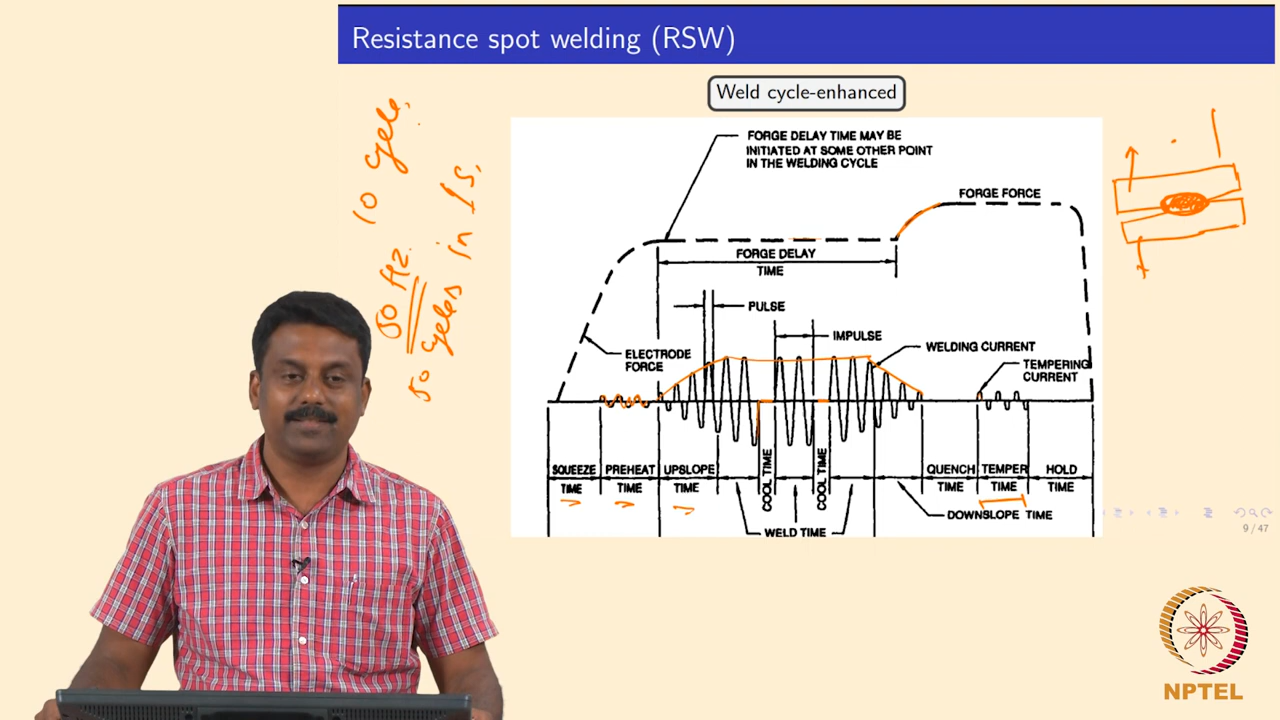 Resistance spot welding (RSW)
Weld cycle-enhanced
FORGE DELAY TIME MAY BE
INITIATED AT SOME OTHER POINT
IN THE WELDING CYCLE
FORGE FORCE
FORGE DELAY
TIME
PULSE
IMPULSE
ELECTRODE
FORCE
WELDING CURRENT
TEMPERING
CURRENT
SQUEEZE
TIME
PREHEAT
TIME
UPSLOPE
TIME
COOL TIME
COOL TIME
QUENCH
TIME
TEMPER
TIME
HOLD
TIME
WELD TIME
DOWNSLOPE TIME
10 cycle.
50 Hz.
50 cycles in 1s.
9 / 47
NPTEL